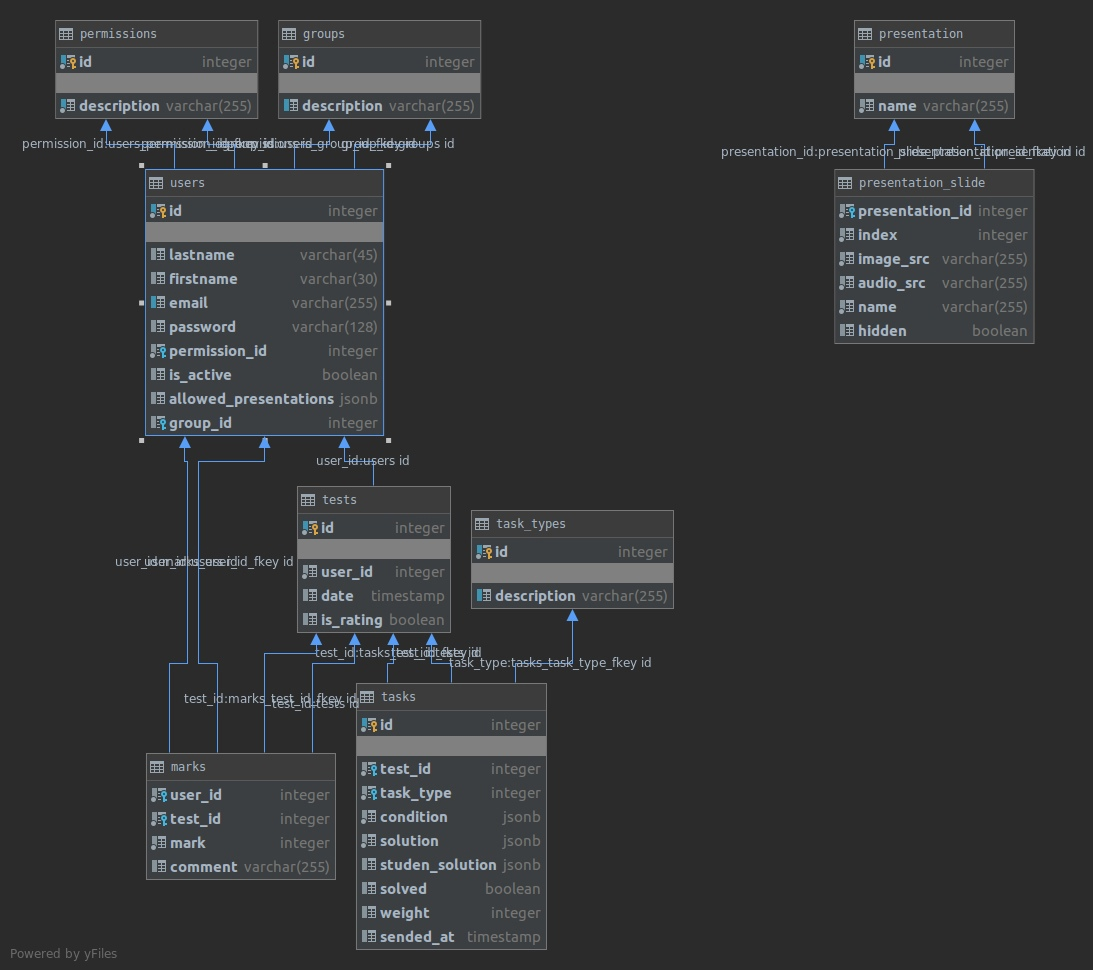 permissions
id integer
description varchar(255)
groups
id integer
description varchar(255)
presentation
id integer
name varchar(255)
users
id integer
lastname varchar(45)
firstname varchar(30)
email varchar(255)
password varchar(128)
permission_id integer
is_active boolean
allowed_presentations jsonb
group_id integer
presentation_slide
presentation_id integer
index integer
image_src varchar(255)
audio_src varchar(255)
name varchar(255)
hidden boolean
user_id:users id
tests
id integer
user_id integer
date timestamp
is_rating boolean
task_types
id integer
description varchar(255)
task_type:tasks_task_type_fkey id
test_id:marks_test_id_fkey id
test_id:tests id
tasks
id integer
test_id integer
task_type integer
condition jsonb
solution jsonb
studen_solution jsonb
solved boolean
weight integer
sended_at timestamp
marks
user_id integer
test_id integer
mark integer
comment varchar(255)
Powered by yFiles